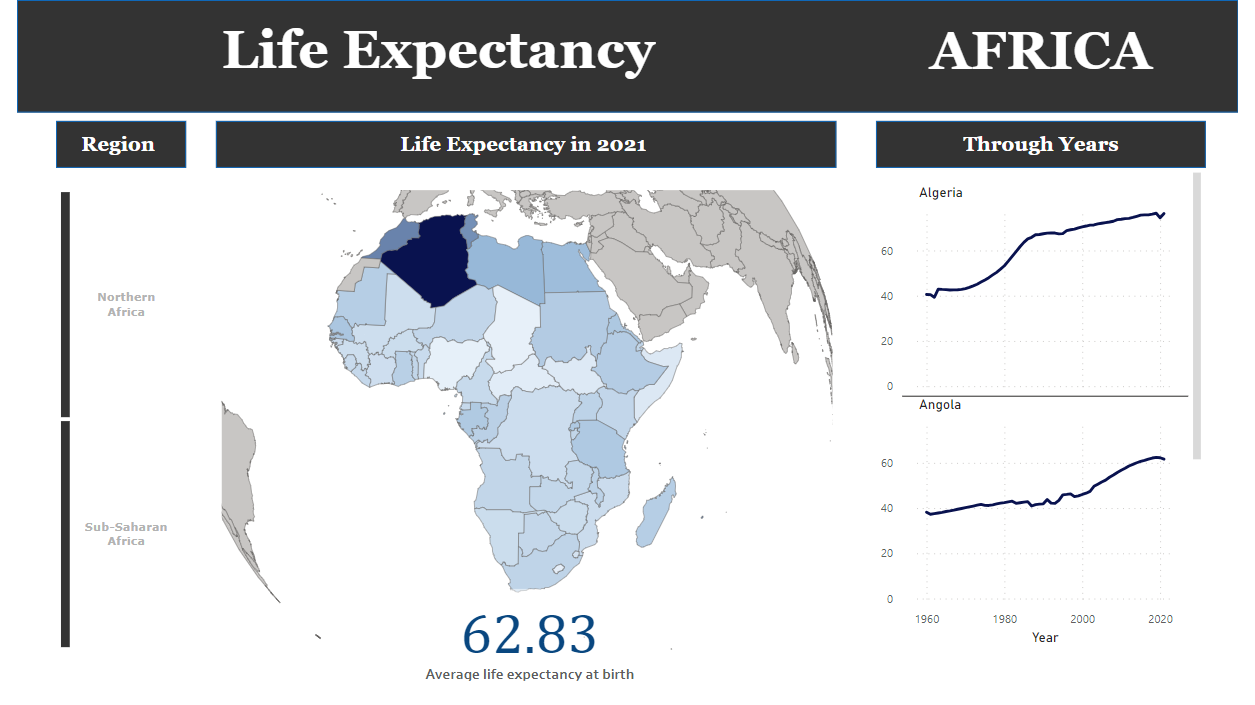 Life Expectancy
AFRICA
Region
Life Expectancy in 2021
Through Years
Northern
Africa
Sub-Saharan
Africa
62.83
Average life expectancy at birth
Algeria
60
40
20
0
Angola
60
40
20
0
1960 1980 2000 2020
Year